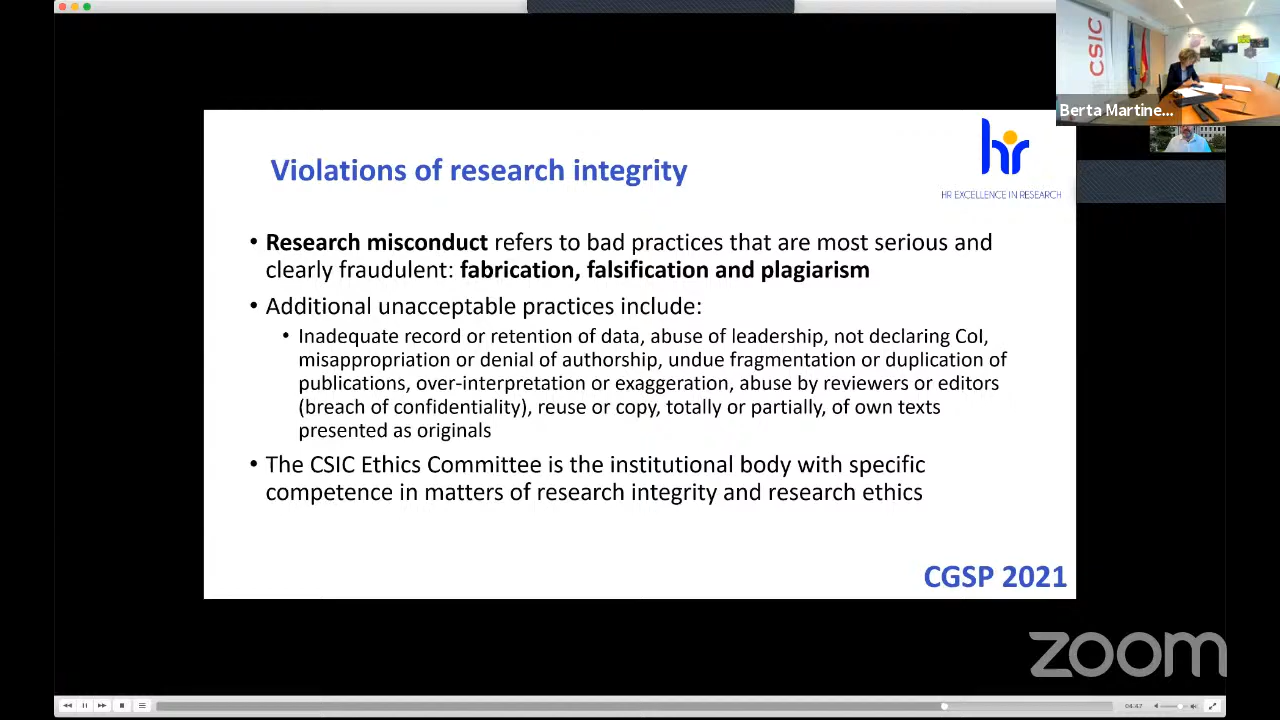 CSIC
Berta Martine...
Violations of research integrity
hr
HR EXCELLENCE IN RESEARCH
• Research misconduct refers to bad practices that are most serious and
clearly fraudulent: fabrication, falsification and plagiarism
• Additional unacceptable practices include:
• Inadequate record or retention of data, abuse of leadership, not declaring CoI,
misappropriation or denial of authorship, undue fragmentation or duplication of
publications, over-interpretation or exaggeration, abuse by reviewers or editors
(breach of confidentiality), reuse or copy, totally or partially, of own texts
presented as originals
• The CSIC Ethics Committee is the institutional body with specific
competence in matters of research integrity and research ethics
CGSP 2021
zoom
04:47